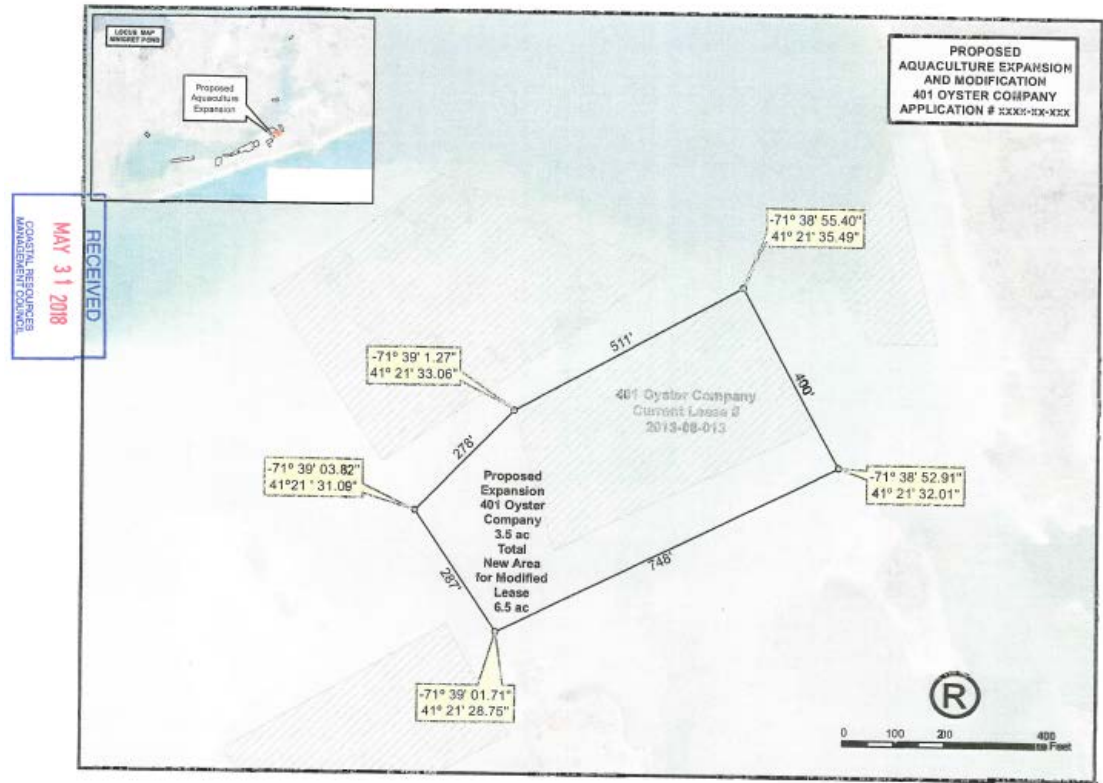 LOCUS MAP
NINIGRET POND
Proposed
Aquaculture
Expansion
PROPOSED
AQUACULTURE EXPANSION
AND MODIFICATION
401 OYSTER COMPANY
APPLICATION # xxxx-xx-xxx
RECEIVED
MAY 31 2018
COASTAL RESOURCES
MANAGEMENT COUNCIL
-71° 38' 55.40"
41° 21' 35.49"
511'
-71° 39' 1.27"
41° 21' 33.06"
400'
401 Oyster Company
Current Lease #
2013-08-013
278'
-71° 39' 03.82"
41°21 ' 31.09"
-71° 38' 52.91"
41° 21' 32.01"
Proposed
Expansion
401 Oyster
Company
3.5 ac
Total
New Area
for Modified
Lease
6.5 ac
748'
287'
-71° 39' 01.71"
41° 21' 28.75"
R
0 100 200 400
Feet